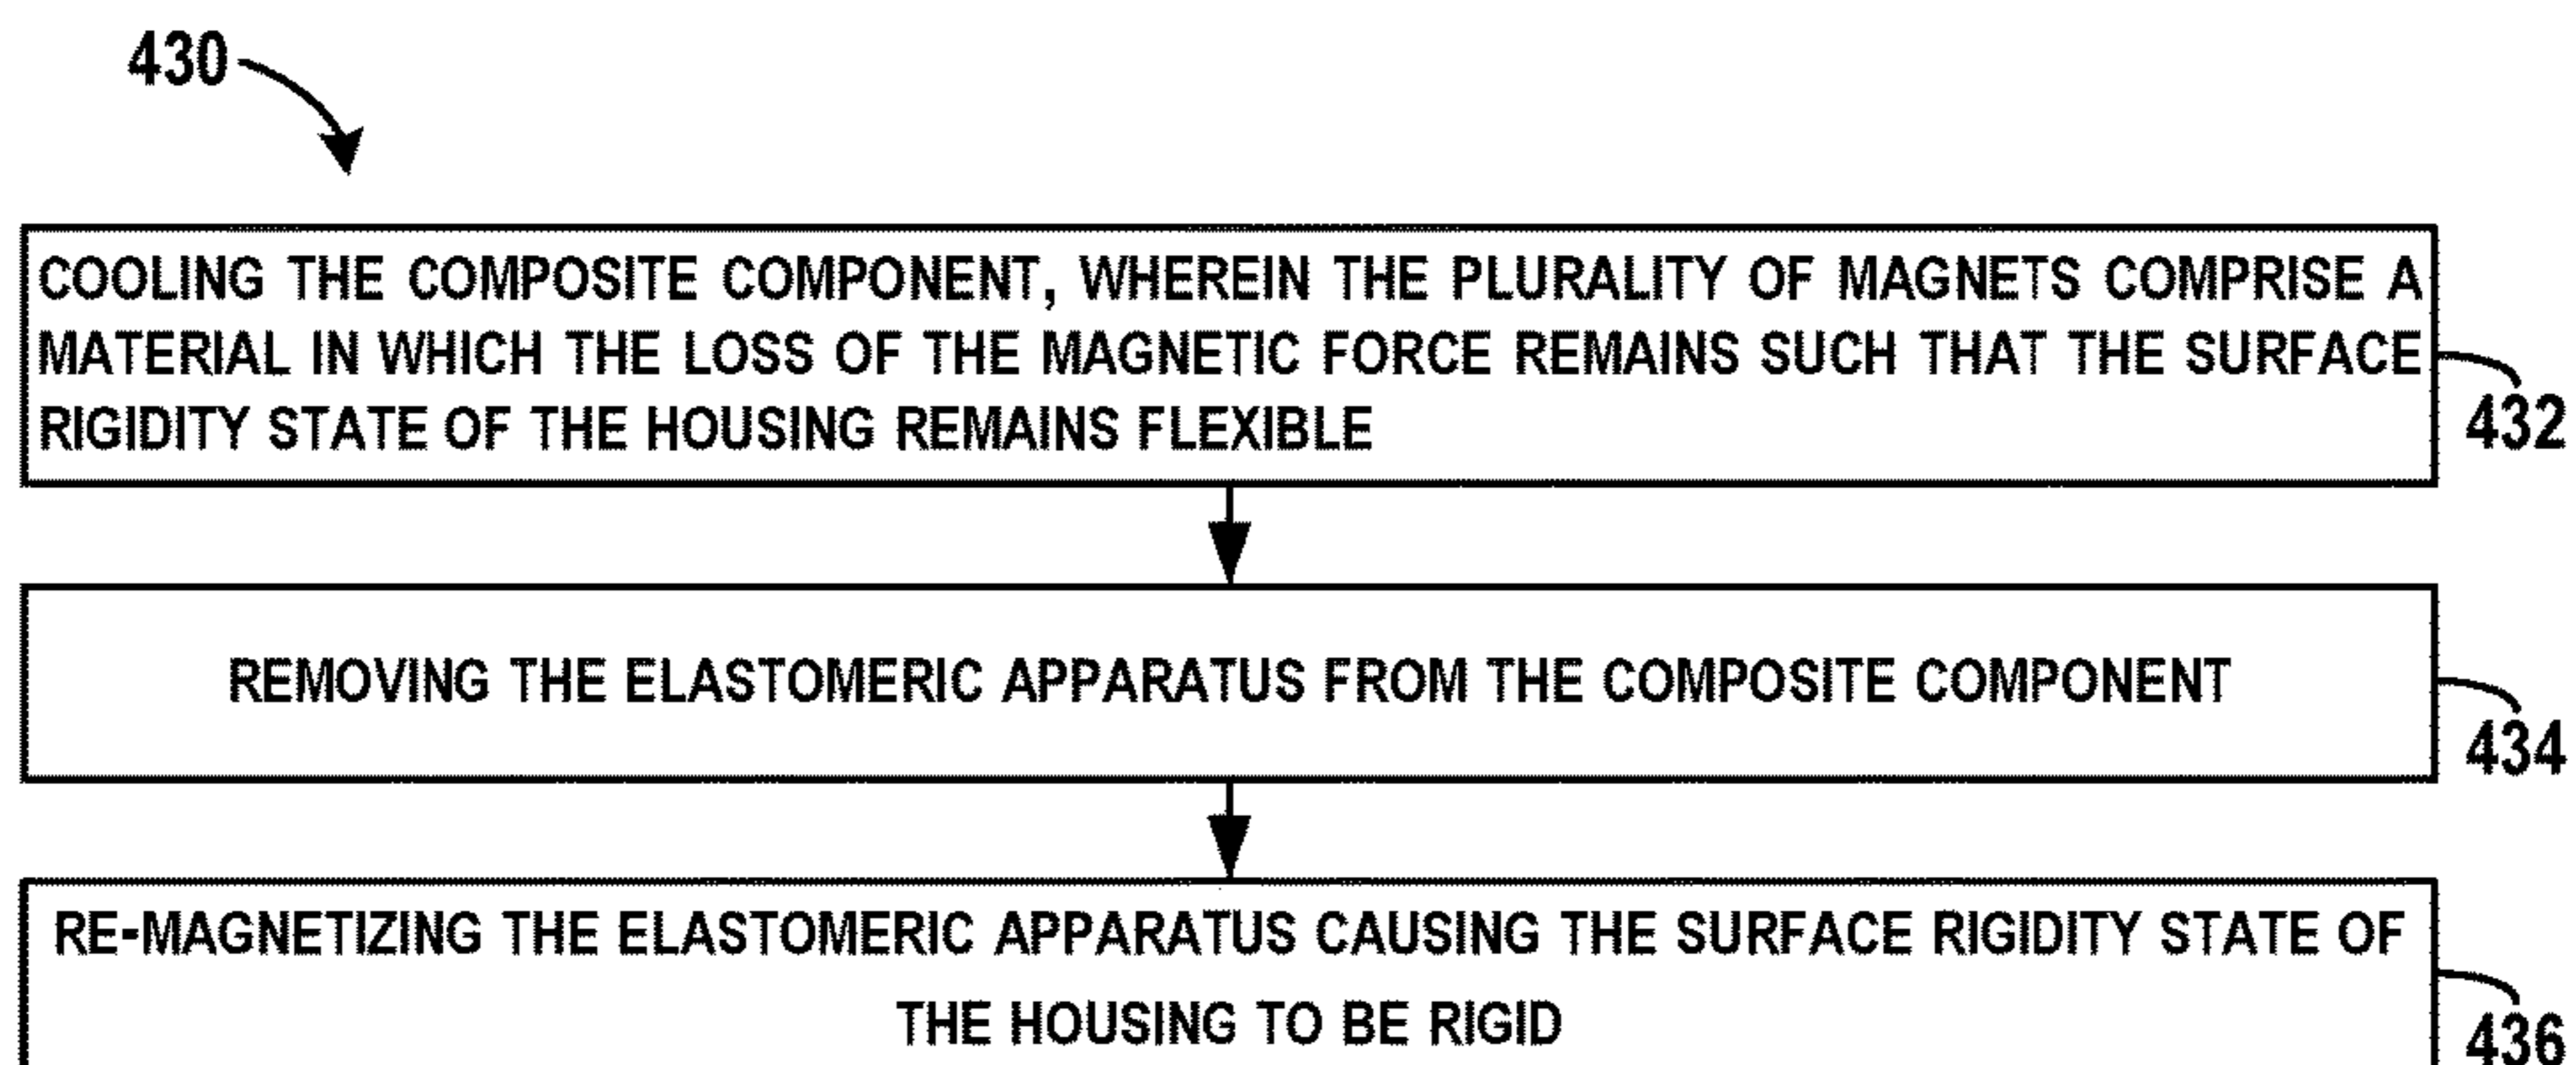 430
COOLING THE COMPOSITE COMPONENT, WHEREIN THE PLURALITY OF MAGNETS COMPRISE A
MATERIAL IN WHICH THE LOSS OF THE MAGNETIC FORCE REMAINS SUCH THAT THE SURFACE
RIGIDITY STATE OF THE HOUSING REMAINS FLEXIBLE
432
REMOVING THE ELASTOMERIC APPARATUS FROM THE COMPOSITE COMPONENT
434
RE-MAGNETIZING THE ELASTOMERIC APPARATUS CAUSING THE SURFACE RIGIDITY STATE OF
THE HOUSING TO BE RIGID
436